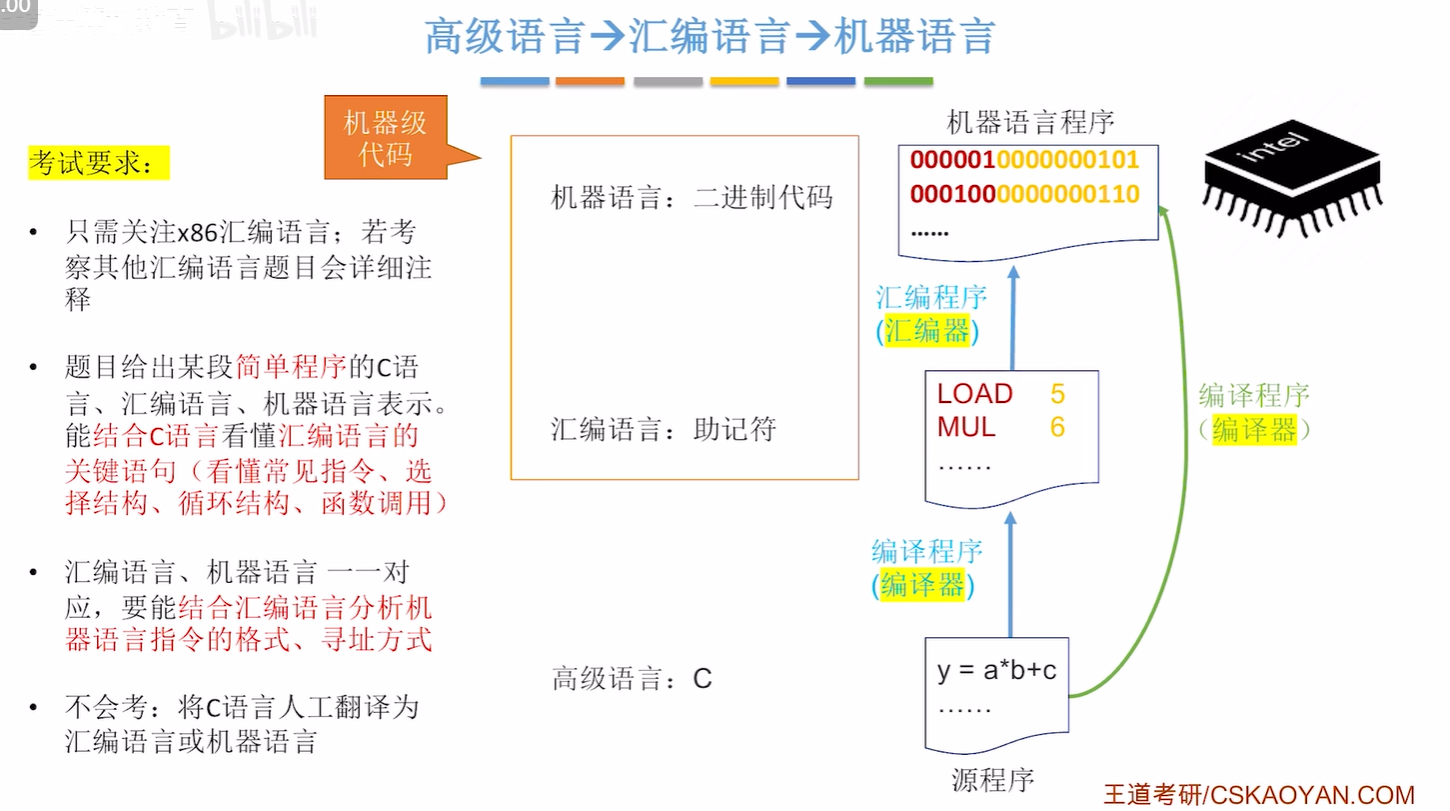 .00
bilibili
高级语言→汇编语言→机器语言
机器级
代码
考试要求：
• 只需关注x86汇编语言；若考
察其他汇编语言题目会详细注
释
• 题目给出某段简单程序的C语
言、汇编语言、机器语言表示。
能结合C语言看懂汇编语言的
关键语句（看懂常见指令、选
择结构、循环结构、函数调用）
• 汇编语言、机器语言 一一对
应，要能结合汇编语言分析机
器语言指令的格式、寻址方式
• 不会考：将C语言人工翻译为
汇编语言或机器语言
机器语言：二进制代码
汇编语言：助记符
高级语言：C
机器语言程序
0000010000000101
0001000000000110
……
intel
汇编程序
(汇编器)
LOAD 5
MUL 6
……
编译程序
（编译器）
编译程序
(编译器)
y = a*b+c
……
源程序
王道考研/CSKAOYAN.COM